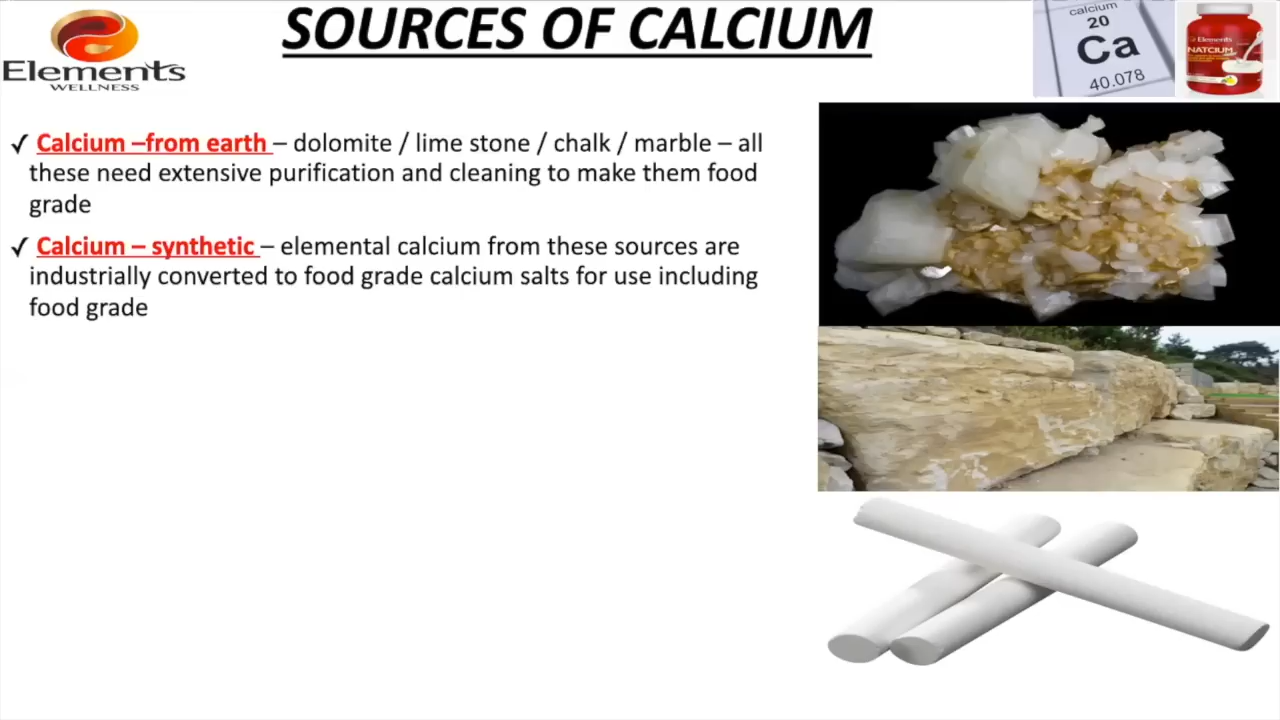 SOURCES OF CALCIUM
Elements
WELLNESS
calcium
20
Ca
40.078
Elements
NATCIUM
✓ Calcium –from earth – dolomite / lime stone / chalk / marble – all
these need extensive purification and cleaning to make them food
grade
✓ Calcium – synthetic – elemental calcium from these sources are
industrially converted to food grade calcium salts for use including
food grade